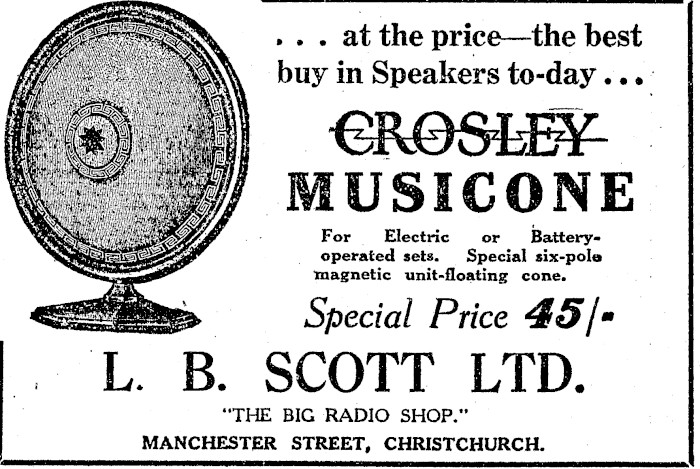 . . . at the price—the best
buy in Speakers to-day . . .
CROSLEY
MUSICONE
For Electric or Battery-
operated sets. Special six-pole
magnetic unit-floating cone.
Special Price 45/-
L. B. SCOTT LTD.
"THE BIG RADIO SHOP."
MANCHESTER STREET, CHRISTCHURCH.